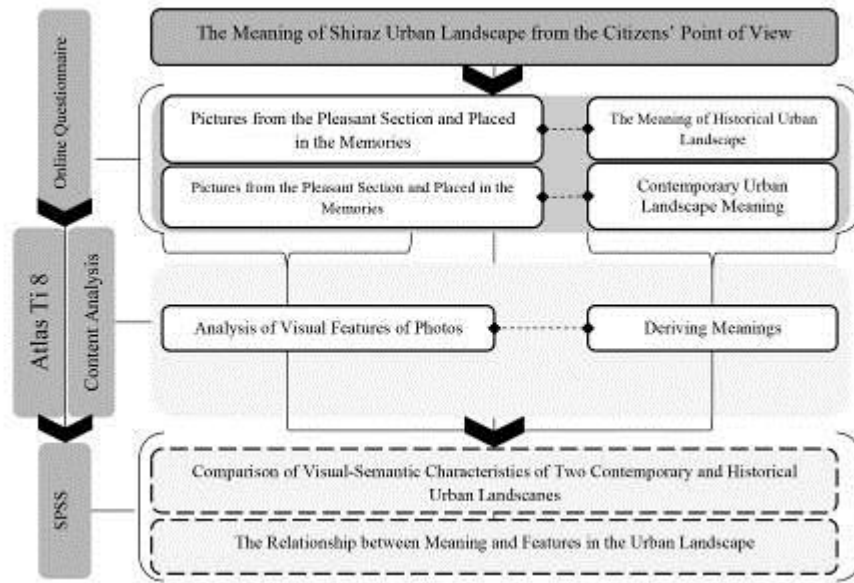 The Meaning of Shiraz Urban Landscape from the Citizens' Point of View
Online Questionnaire
Pictures from the Pleasant Section and Placed
in the Memories
The Meaning of Historical Urban
Landscape
Pictures from the Pleasant Section and Placed in the
Memories
Contemporary Urban
Landscape Meaning
Atlas Ti 8
Content Analysis
Analysis of Visual Features of Photos
Deriving Meanings
SPSS
Comparison of Visual-Semantic Characteristics of Two Contemporary and Historical
Urban Landscanes
The Relationship between Meaning and Features in the Urban Landscape